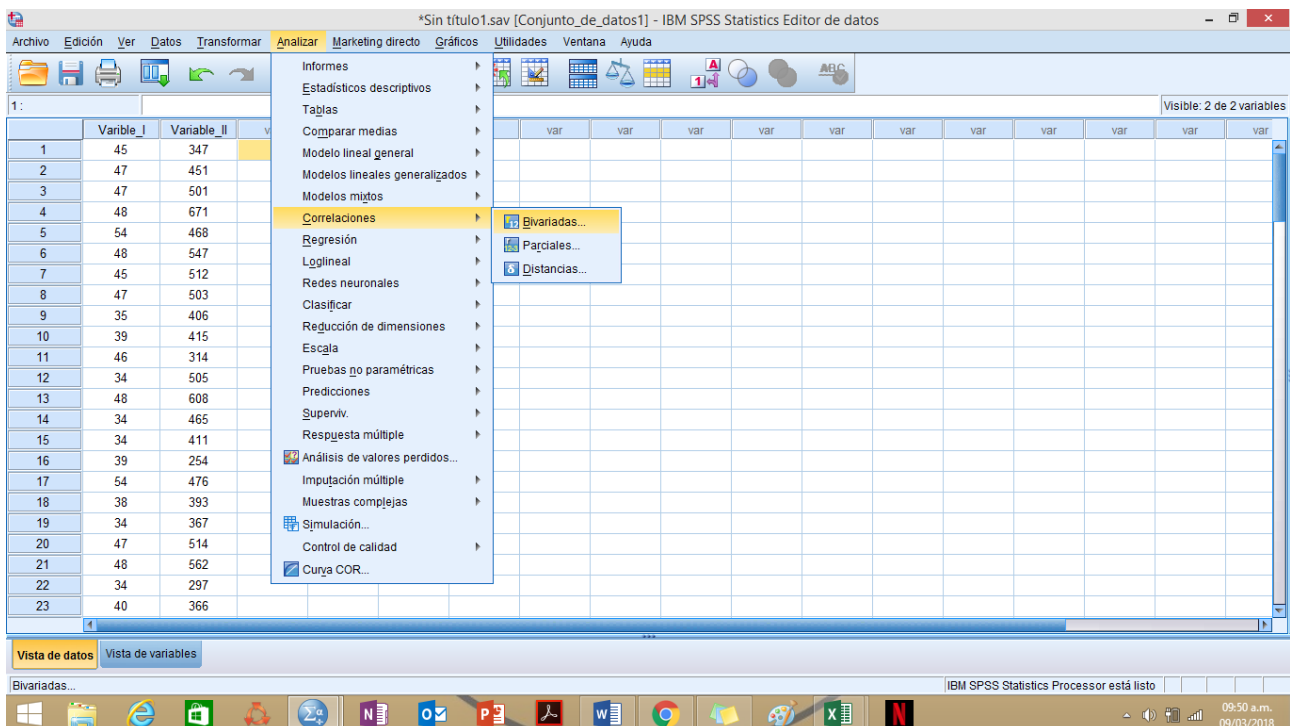 *Sin título1.sav [Conjunto_de_datos1] - IBM SPSS Statistics Editor de datos
Archivo Edición Ver Datos Transformar Analizar Marketing directo Gráficos Utilidades Ventana Ayuda
1 :
Visible: 2 de 2 variables
Varible_I Variable_II v var var var var var var var var var var var
1 45 347
2 47 451
3 47 501
4 48 671
5 54 468
6 48 547
7 45 512
8 47 503
9 35 406
10 39 415
11 46 314
12 34 505
13 48 608
14 34 465
15 34 411
16 39 254
17 54 476
18 38 393
19 34 367
20 47 514
21 48 562
22 34 297
23 40 366
Informes
Estadísticos descriptivos
Tablas
Comparar medias
Modelo lineal general
Modelos lineales generalizados
Modelos mixtos
Correlaciones
Regresión
Loglineal
Redes neuronales
Clasificar
Reducción de dimensiones
Escala
Pruebas no paramétricas
Predicciones
Superviv.
Respuesta múltiple
Análisis de valores perdidos...
Imputación múltiple
Muestras complejas
Simulación...
Control de calidad
Curva COR...
Bivariadas...
Parciales...
Distancias...
Vista de datos Vista de variables
Bivariadas...
IBM SPSS Statistics Processor está listo
09:50 a.m.
09/03/2018